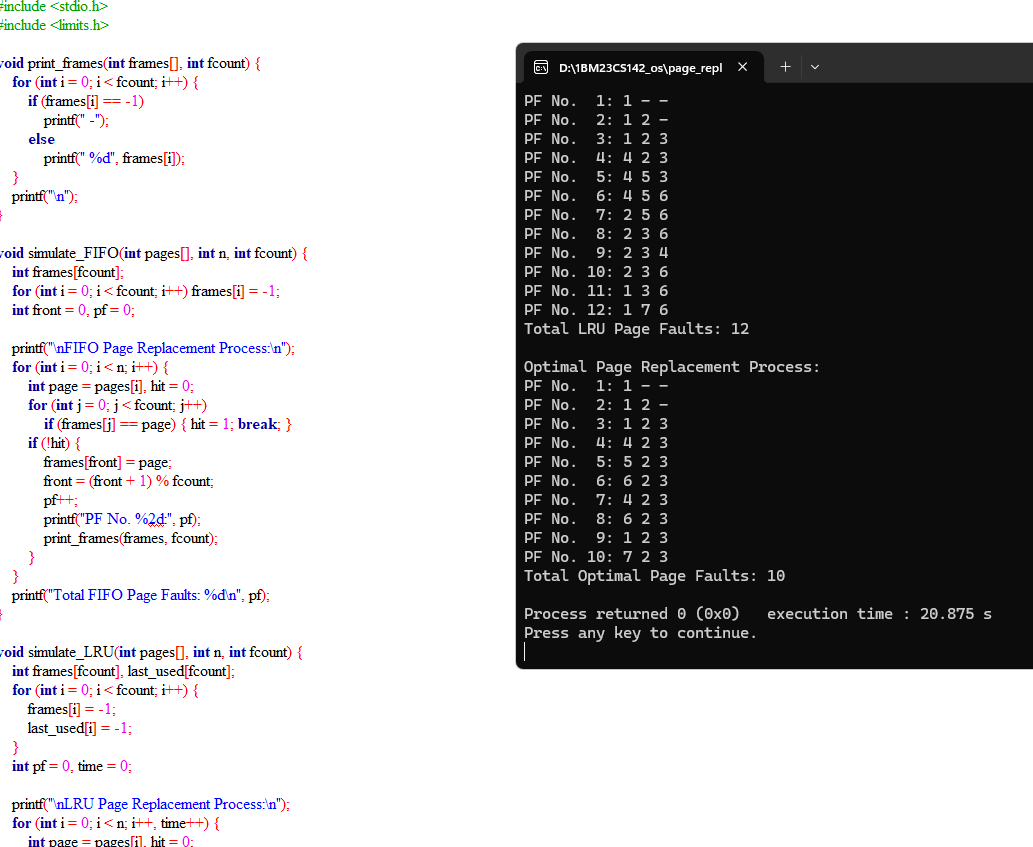 #include <stdio.h>
#include <limits.h>
void print_frames(int frames[], int fcount) {
for (int i = 0; i < fcount; i++) {
if (frames[i] == -1)
printf(" -");
else
printf(" %d", frames[i]);
}
printf("\n");
}
void simulate_FIFO(int pages[], int n, int fcount) {
int frames[fcount];
for (int i = 0; i < fcount; i++) frames[i] = -1;
int front = 0, pf = 0;
printf("\nFIFO Page Replacement Process:\n");
for (int i = 0; i < n; i++) {
int page = pages[i], hit = 0;
for (int j = 0; j < fcount; j++)
if (frames[j] == page) { hit = 1; break; }
if (!hit) {
frames[front] = page;
front = (front + 1) % fcount;
pf++;
printf("PF No. %2d:", pf);
print_frames(frames, fcount);
}
}
printf("Total FIFO Page Faults: %d\n", pf);
}
void simulate_LRU(int pages[], int n, int fcount) {
int frames[fcount], last_used[fcount];
for (int i = 0; i < fcount; i++) {
frames[i] = -1;
last_used[i] = -1;
}
int pf = 0, time = 0;
printf("\nLRU Page Replacement Process:\n");
for (int i = 0; i < n; i++, time++) {
int page = pages[i], hit = 0;
D:\1BM23CS142_os\page_repl
PF No.  1: 1 - -
PF No.  2: 1 2 -
PF No.  3: 1 2 3
PF No.  4: 4 2 3
PF No.  5: 4 5 3
PF No.  6: 4 5 6
PF No.  7: 2 5 6
PF No.  8: 2 3 6
PF No.  9: 2 3 4
PF No. 10: 2 3 6
PF No. 11: 1 3 6
PF No. 12: 1 7 6
Total LRU Page Faults: 12
Optimal Page Replacement Process:
PF No.  1: 1 - -
PF No.  2: 1 2 -
PF No.  3: 1 2 3
PF No.  4: 4 2 3
PF No.  5: 5 2 3
PF No.  6: 6 2 3
PF No.  7: 4 2 3
PF No.  8: 6 2 3
PF No.  9: 1 2 3
PF No. 10: 7 2 3
Total Optimal Page Faults: 10
Process returned 0 (0x0)   execution time : 20.875 s
Press any key to continue.